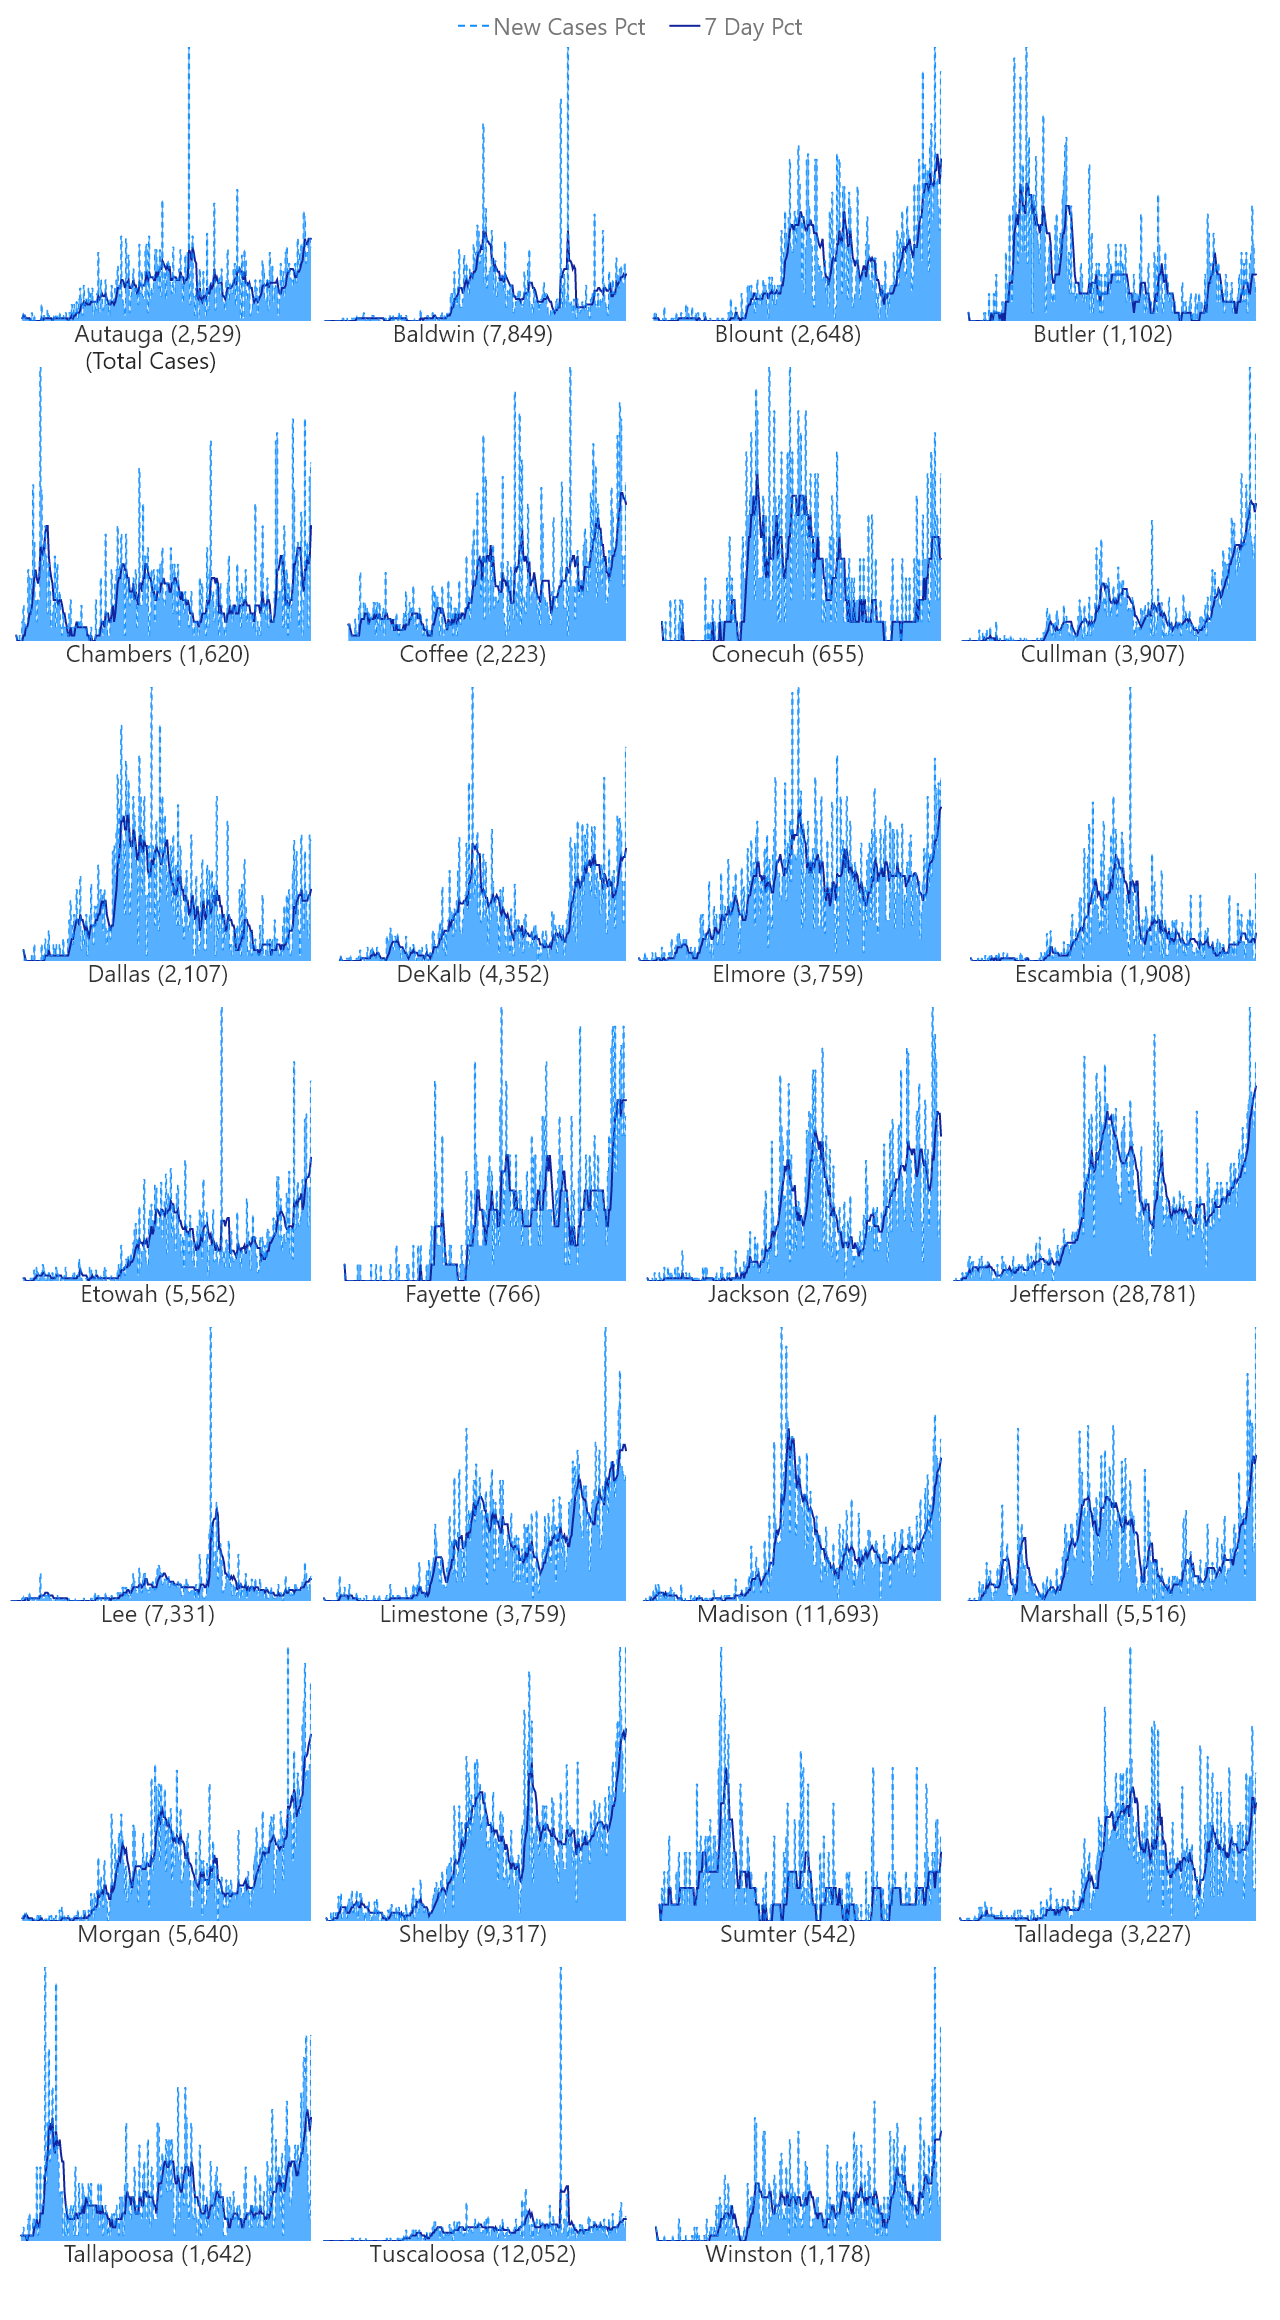 New Cases Pct 7 Day Pct
Autauga (2,529) Baldwin (7,849) Blount (2,648) Butler (1,102)
(Total Cases)
Chambers (1,620) Coffee (2,223) Conecuh (655) Cullman (3,907)
Dallas (2,107) DeKalb (4,352) Elmore (3,759) Escambia (1,908)
Etowah (5,562) Fayette (766) Jackson (2,769) Jefferson (28,781)
Lee (7,331) Limestone (3,759) Madison (11,693) Marshall (5,516)
Morgan (5,640) Shelby (9,317) Sumter (542) Talladega (3,227)
Tallapoosa (1,642) Tuscaloosa (12,052) Winston (1,178)